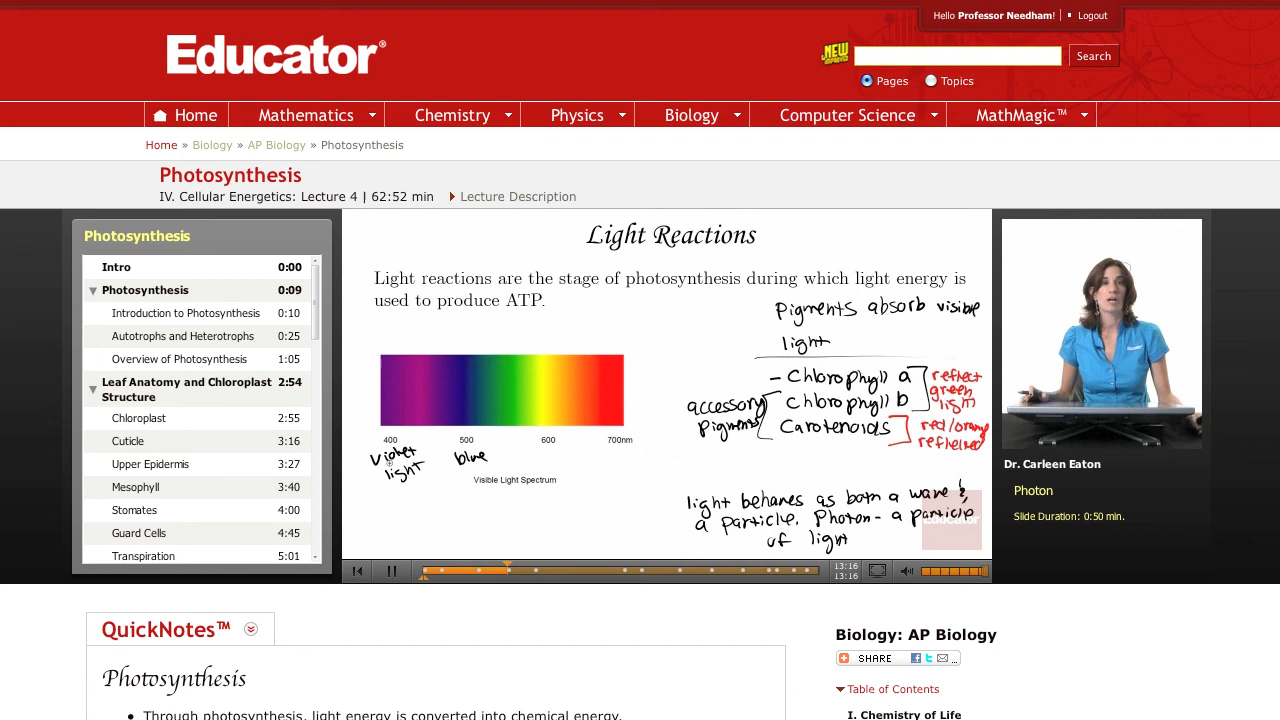 Hello Professor Needham! Logout
Educator®
NEW
Search
Pages Topics
Home Mathematics Chemistry Physics Biology Computer Science MathMagic™
Home » Biology » AP Biology » Photosynthesis
Photosynthesis
IV. Cellular Energetics: Lecture 4 | 62:52 min Lecture Description
Photosynthesis
Intro 0:00
Photosynthesis 0:09
Introduction to Photosynthesis 0:10
Autotrophs and Heterotrophs 0:25
Overview of Photosynthesis 1:05
Leaf Anatomy and Chloroplast 2:54
Structure
Chloroplast 2:55
Cuticle 3:16
Upper Epidermis 3:27
Mesophyll 3:40
Stomates 4:00
Guard Cells 4:45
Transpiration 5:01
Light Reactions
Light reactions are the stage of photosynthesis during which light energy is
used to produce ATP.
Pigments absorb visible
light
- Chlorophyll a
Chlorophyll b
Carotenoids
accessory
pigments
reflect
green
light
red/orang
reflected
400 500 600 700nm
violet
light
blue
Visible Light Spectrum
light behaves as both a wave &
a particle. Photon - a particle
of light
Educator
13:16
13:16
Educator
Dr. Carleen Eaton
Photon
Slide Duration: 0:50 min.
QuickNotes™
Photosynthesis
• Through photosynthesis, light energy is converted into chemical energy.
Biology: AP Biology
SHARE
Table of Contents
I. Chemistry of Life